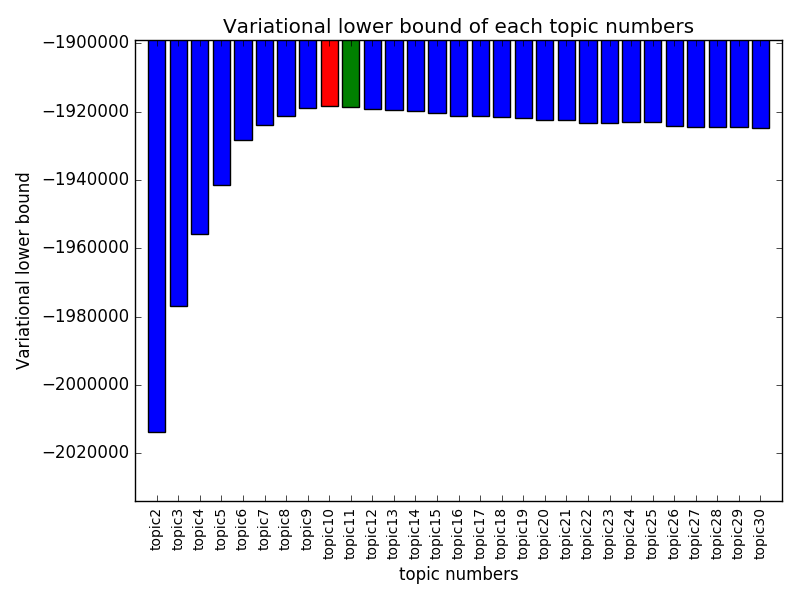 Variational lower bound of each topic numbers
−1900000
−1920000
−1940000
−1960000
−1980000
−2000000
−2020000
Variational lower bound
topic2
topic3
topic4
topic5
topic6
topic7
topic8
topic9
topic10
topic11
topic12
topic13
topic14
topic15
topic16
topic17
topic18
topic19
topic20
topic21
topic22
topic23
topic24
topic25
topic26
topic27
topic28
topic29
topic30
topic numbers